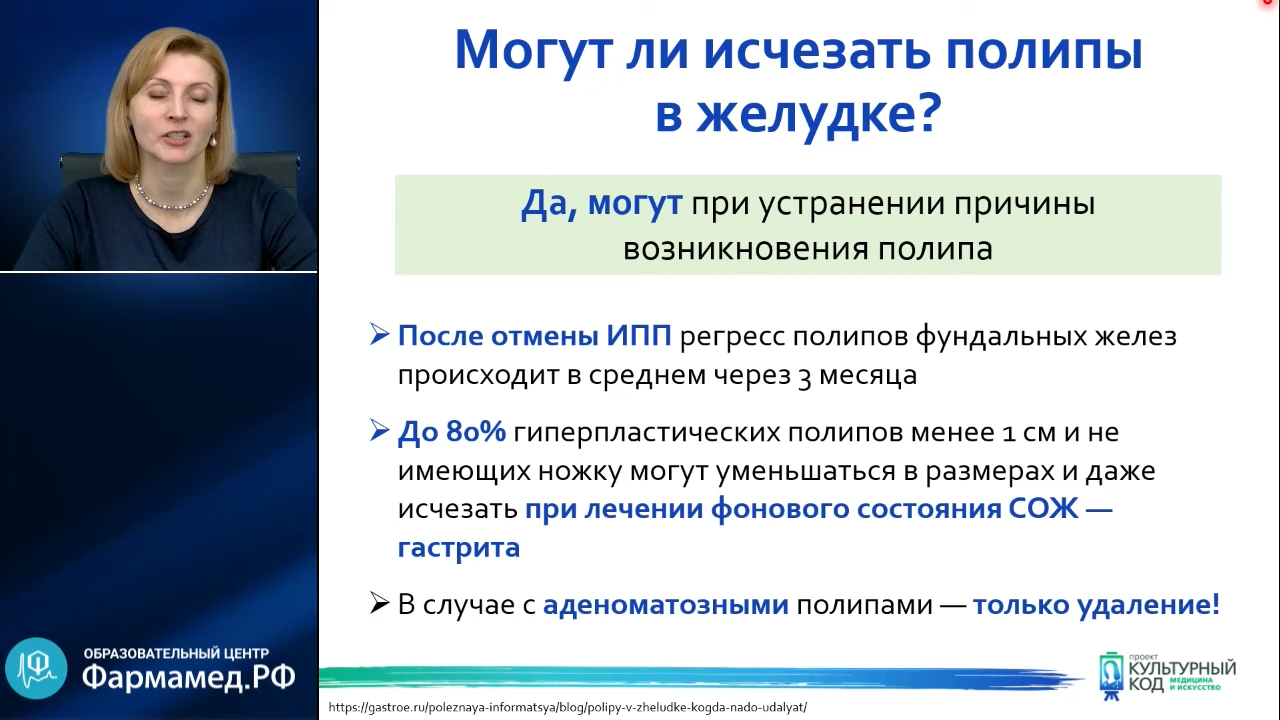 Могут ли исчезать полипы
в желудке?
Да, могут при устранении причины
возникновения полипа
После отмены ИПП регресс полипов фундальных желез
происходит в среднем через 3 месяца
До 80% гиперпластических полипов менее 1 см и не
имеющих ножку могут уменьшаться в размерах и даже
исчезать при лечении фонового состояния СОЖ —
гастрита
В случае с аденоматозными полипами — только удаление!
ОБРАЗОВАТЕЛЬНЫЙ ЦЕНТР
Фармамед.РФ
проект
КУЛЬТУРНЫЙ
КОД МЕДИЦИНА
И ИСКУССТВО
https://gastroe.ru/poleznaya-informatsya/blog/polipy-v-zheludke-kogda-nado-udalyat/